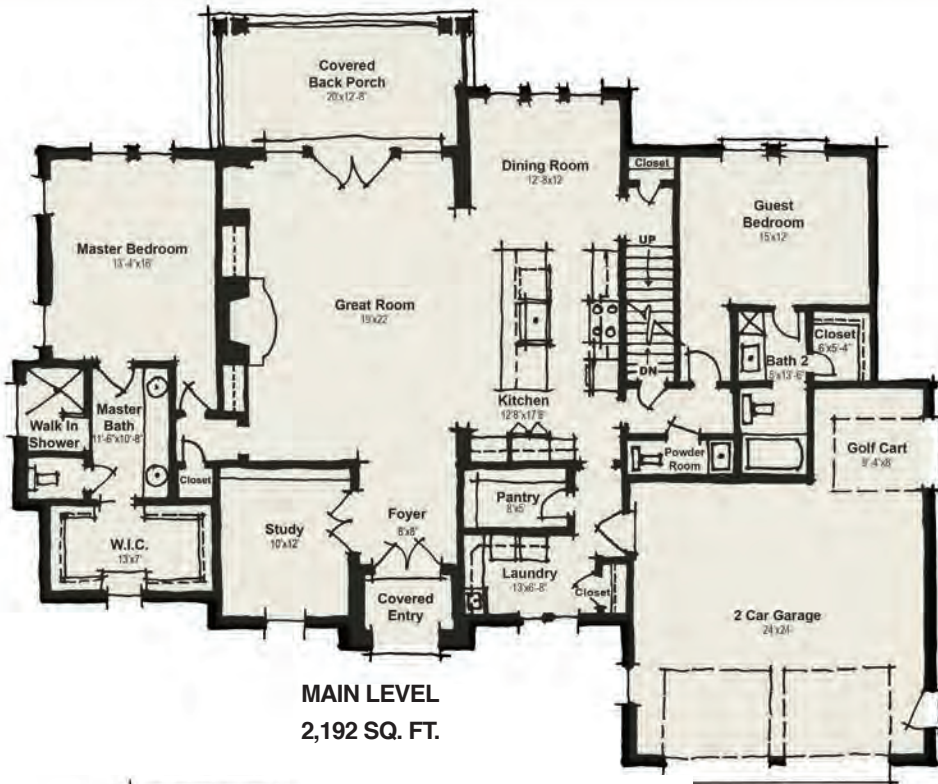 Covered
Back Porch
20'x12'-8"
Dining Room
12'-8x12'
Closet
Guest
Bedroom
15'x12'
Master Bedroom
13'-4"x16'
UP
Great Room
19'x22'
Closet
6'x5'-4"
Bath 2
5'x13'-6"
DN
Kitchen
12'8"x17'8"
Master
Bath
11'-6"x10'-8"
Walk In
Shower
Golf Cart
9'-4"x8'
Powder
Room
Closet
Pantry
8'x5'
Foyer
8'x8'
Study
10'x12'
W.I.C.
13'x7'
Laundry
13'x6'-8"
Closet
Covered
Entry
2 Car Garage
24'x24'
MAIN LEVEL
2,192 SQ. FT.